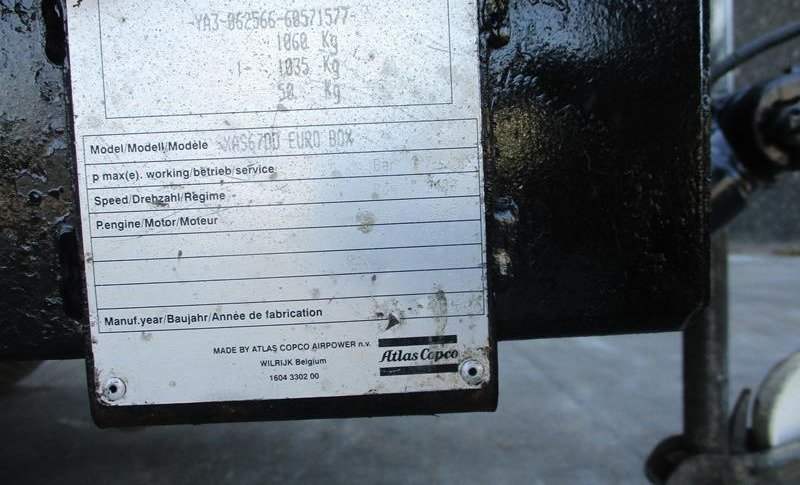 -YA3-062566-60571577-
1060 Kg
1- 1035 Kg
50 Kg
Model/Modell/Modèle XAS67DD EURO BOX
p max(e). working/betrieb/service
Speed/Drehzahl/Régime
P.engine/Motor/Moteur
Manuf.year/Baujahr/Année de fabrication
MADE BY ATLAS COPCO AIRPOWER n.v.
WILRIJK Belgium
1604 3302 00
Atlas Copco